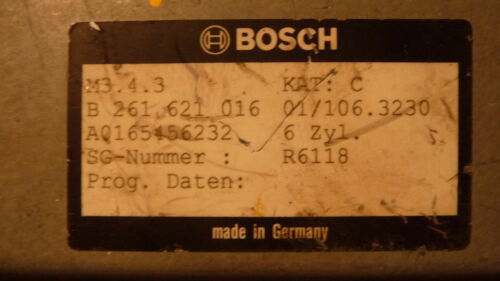 BOSCH
M3.4.3 KAT: C
B 261 621 016 01/106.3230
A0165456232 6 Zyl.
SG-Nummer : R6118
Prog. Daten:
made in Germany